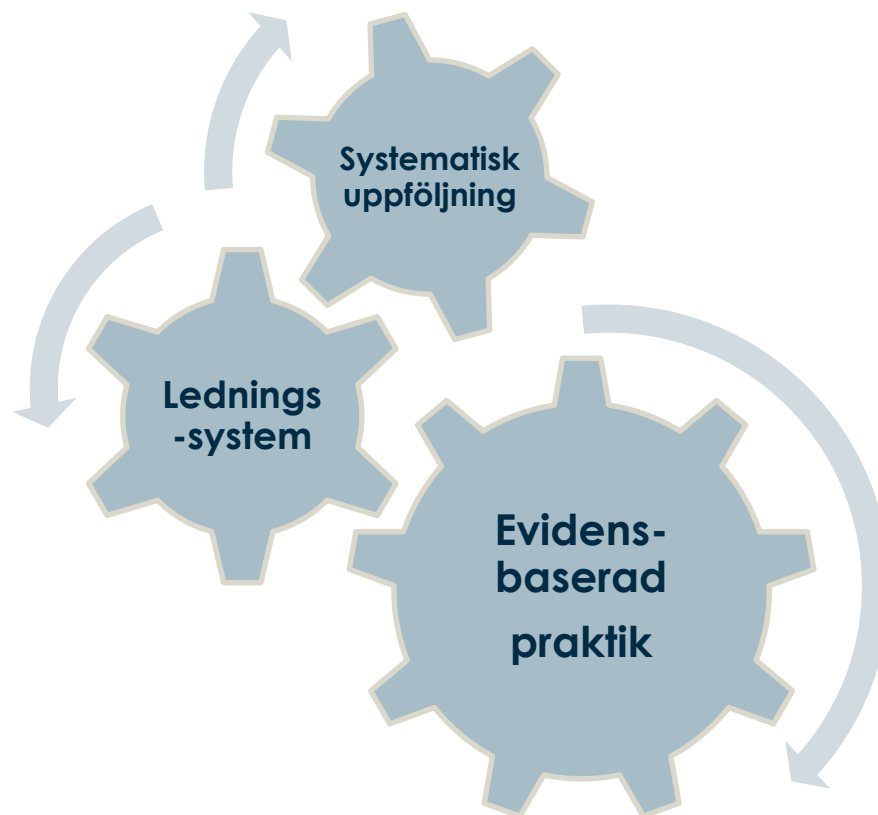 Systematisk
uppföljning
Lednings
-system
Evidens-
baserad
praktik